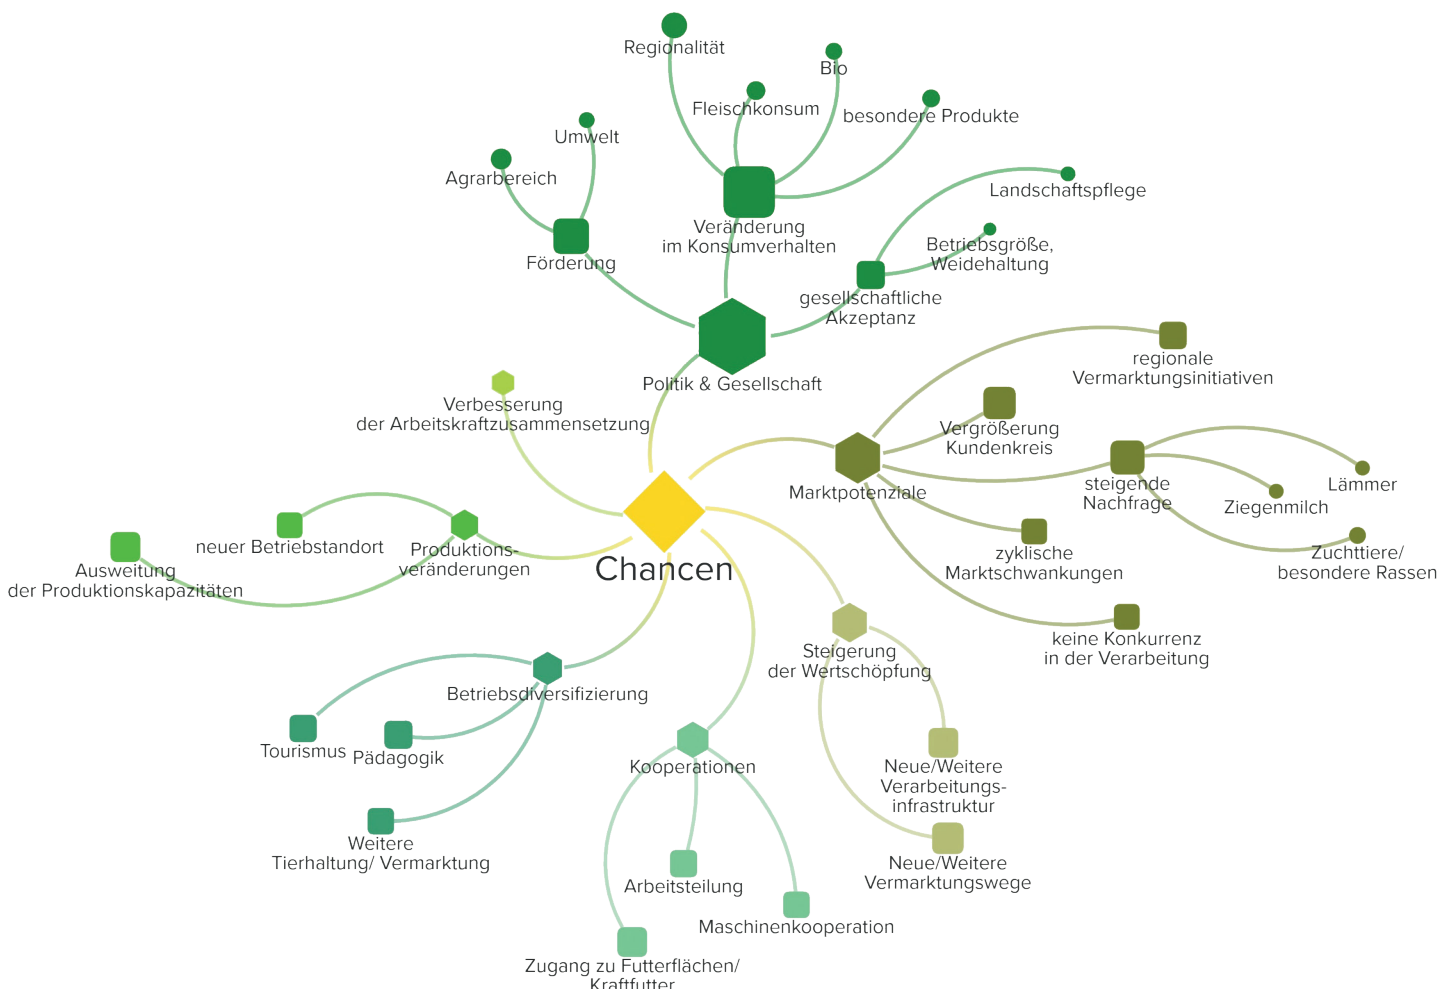 Regionalität
Bio
Fleischkonsum
besondere Produkte
Umwelt
Agrarbereich
Landschaftspflege
Veränderung
im Konsumverhalten
Betriebsgröße,
Weidehaltung
Förderung
gesellschaftliche
Akzeptanz
Politik & Gesellschaft
regionale
Vermarktungsinitiativen
Verbesserung
der Arbeitskraftzusammensetzung
Vergrößerung
Kundenkreis
Marktpotenziale
steigende
Nachfrage
Lämmer
Ziegenmilch
Zuchttiere/
besondere Rassen
zyklische
Marktschwankungen
keine Konkurrenz
in der Verarbeitung
neuer Betriebstandort
Produktions-
veränderungen
Ausweitung
der Produktionskapazitäten
Chancen
Steigerung
der Wertschöpfung
Betriebsdiversifizierung
Tourismus
Pädagogik
Weitere
Tierhaltung/ Vermarktung
Kooperationen
Neue/Weitere
Verarbeitungs-
infrastruktur
Neue/Weitere
Vermarktungswege
Arbeitsteilung
Maschinenkooperation
Zugang zu Futterflächen/
Kraftfutter